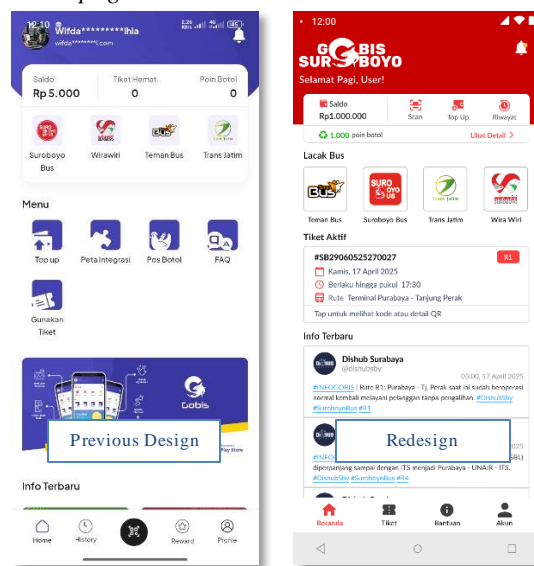 12:10
Wifda*********lhia
wifda********l.com
Saldo
Tiket Hemat
Poin Botol
Rp 5.000
0
0
Suroboyo
Bus
Wirawiri
Teman Bus
Trans Jatim
Menu
Top up
Peta Integrasi
Pos Botol
FAQ
Gunakan
Tiket
Gobis
Previous Design
Play Store
Info Terbaru
Home
History
Reward
Profile
12:00
GOBIS
SUROBOYO
Selamat Pagi, User!
Saldo
Rp1.000.000
Scan
Top Up
Riwayat
1.000 poin botol
Lihat Detail >
Lacak Bus
Teman Bus
Suroboyo Bus
Trans Jatim
Wira Wiri
Tiket Aktif
#SB29060525270027
R1
Kamis, 17 April 2025
Berlaku hingga pukul 17:30
Rute Terminal Purabaya - Tanjung Perak
Tap untuk melihat kode atau detail QR
Info Terbaru
Dishub Surabaya
@dishubsby
05:00, 17 April 2025
#INFOGOBIS | Rute R1: Purabaya - Tj. Perak saat ini sudah beroperasi
normal kembali melayani pelanggan tanpa pengalihan. #DishubSby
#SuroboyoBus #R1
Redesign
diperpanjang sampai dengan ITS menjadi Purabaya - UNAIR - ITS.
#DishubSby #SuroboyoBus #R4
Beranda
Tiket
Bantuan
Akun